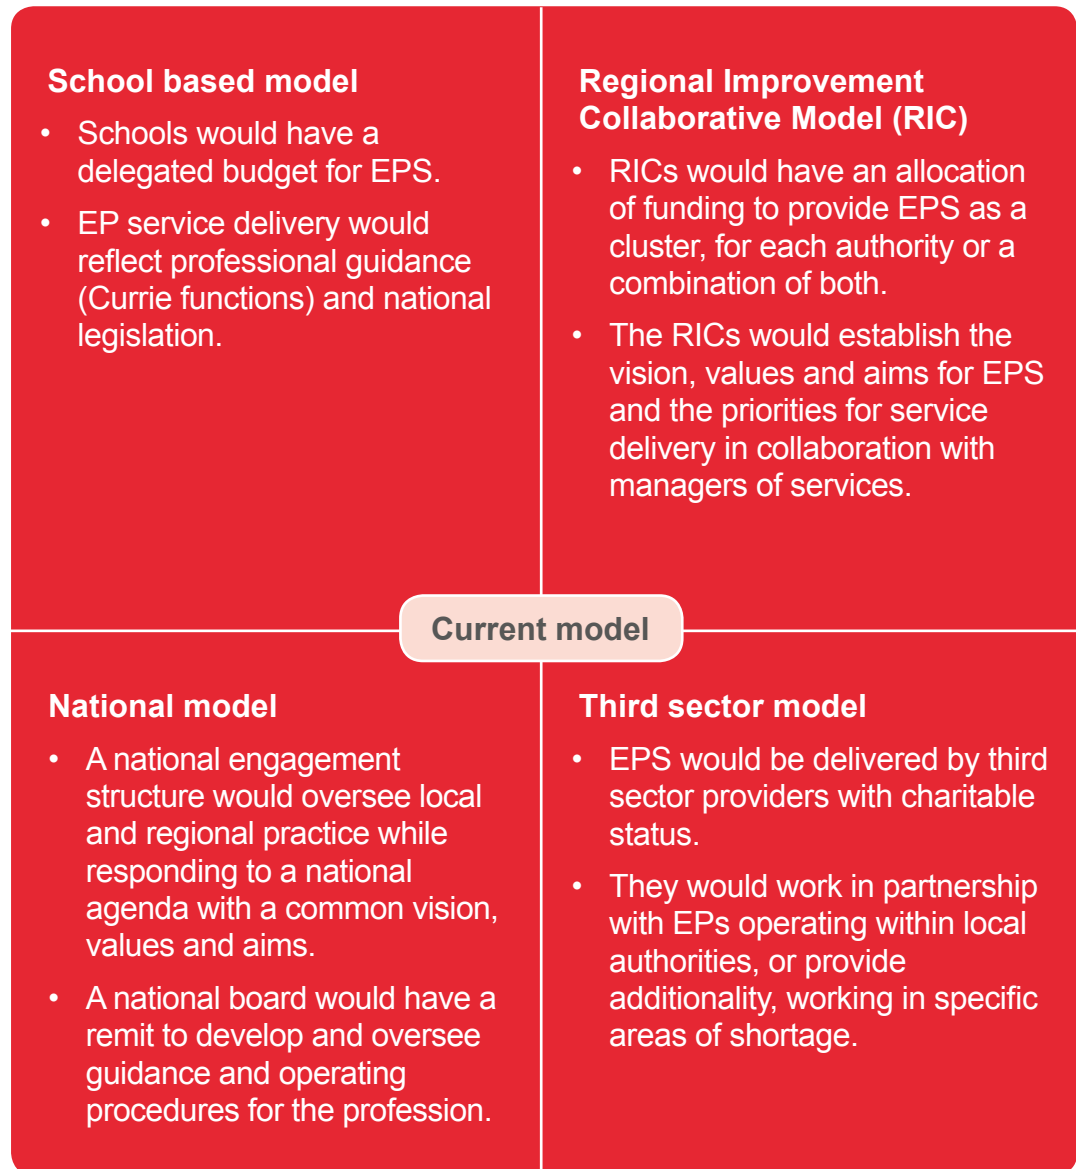 School based model
• Schools would have a
delegated budget for EPS.
• EP service delivery would
reflect professional guidance
(Currie functions) and national
legislation.
Regional Improvement
Collaborative Model (RIC)
• RICs would have an allocation
of funding to provide EPS as a
cluster, for each authority or a
combination of both.
• The RICs would establish the
vision, values and aims for EPS
and the priorities for service
delivery in collaboration with
managers of services.
Current model
National model
• A national engagement
structure would oversee local
and regional practice while
responding to a national
agenda with a common vision,
values and aims.
• A national board would have a
remit to develop and oversee
guidance and operating
procedures for the profession.
Third sector model
• EPS would be delivered by third
sector providers with charitable
status.
• They would work in partnership
with EPs operating within local
authorities, or provide
additionality, working in specific
areas of shortage.